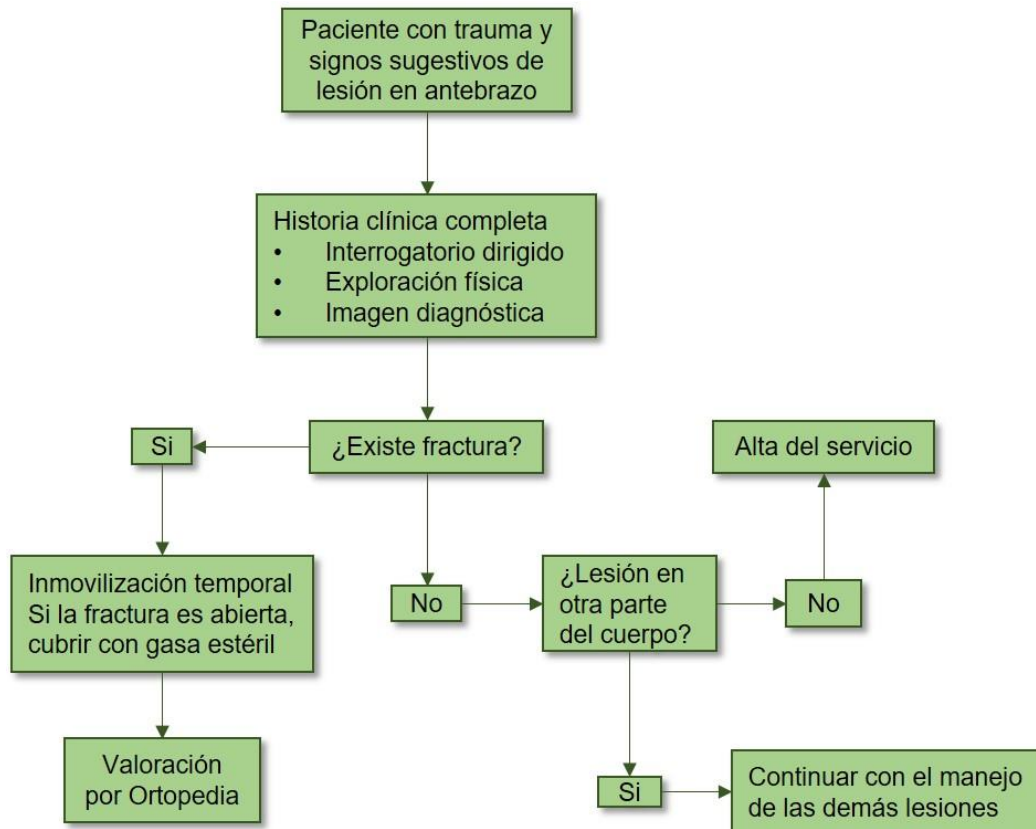 Paciente con trauma y
signos sugestivos de
lesión en antebrazo
Historia clínica completa
• Interrogatorio dirigido
• Exploración física
• Imagen diagnóstica
Si
¿Existe fractura?
Alta del servicio
Inmovilización temporal
Si la fractura es abierta,
cubrir con gasa estéril
No
¿Lesión en
otra parte
del cuerpo?
No
Valoración
por Ortopedia
Si
Continuar con el manejo
de las demás lesiones